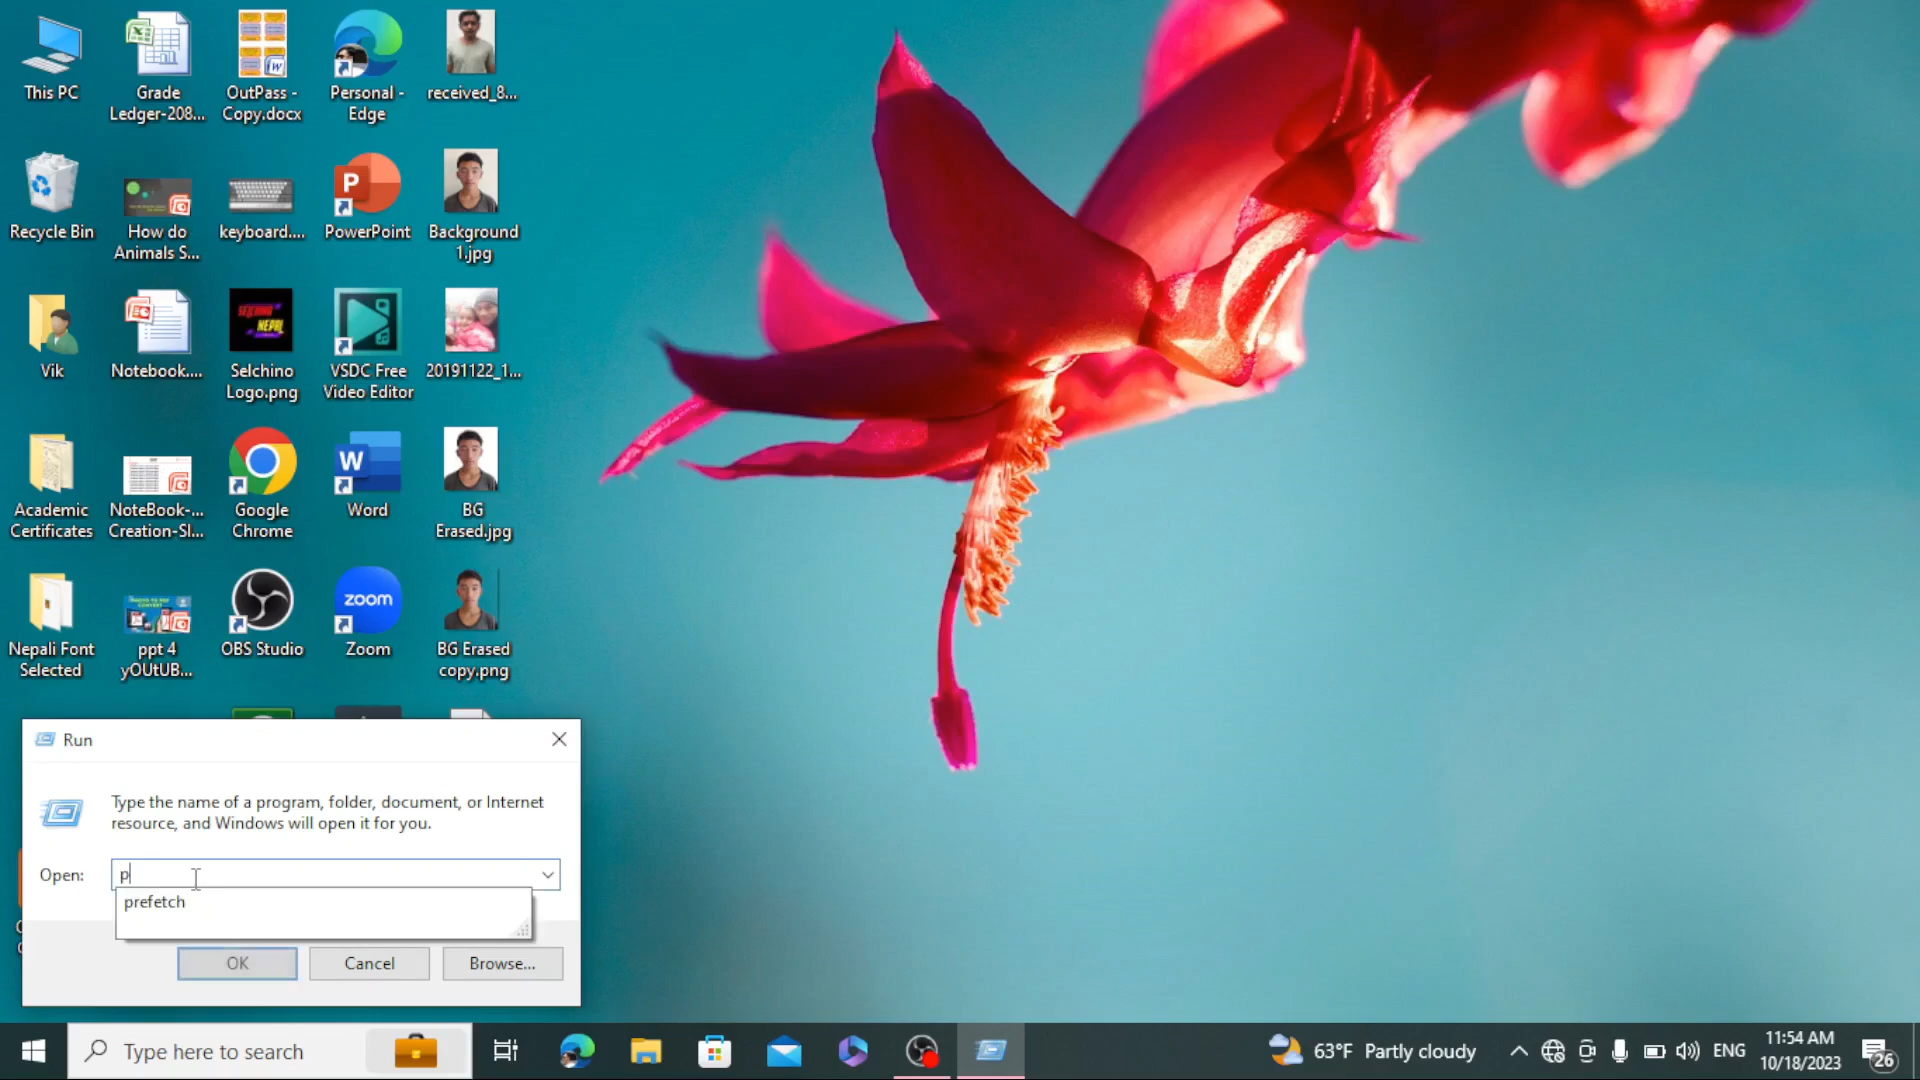 This PC
Grade
Ledger-208...
OutPass -
Copy.docx
Personal -
Edge
received_8...
Recycle Bin
How do
Animals S...
keyboard....
PowerPoint
Background
1.jpg
Vik
Notebook....
SELCHINO
NEPAL
Selchino
Logo.png
VSDC Free
Video Editor
20191122_1...
Academic
Certificates
NoteBook-...
Creation-Sl...
Google
Chrome
Word
BG
Erased.jpg
zoom
Nepali Font
Selected
ppt 4
yOUtUB...
OBS Studio
Zoom
BG Erased
copy.png
Run
Type the name of a program, folder, document, or Internet
resource, and Windows will open it for you.
Open:
p
prefetch
OK
Cancel
Browse...
Type here to search
63°F Partly cloudy
ENG
11:54 AM
10/18/2023
26